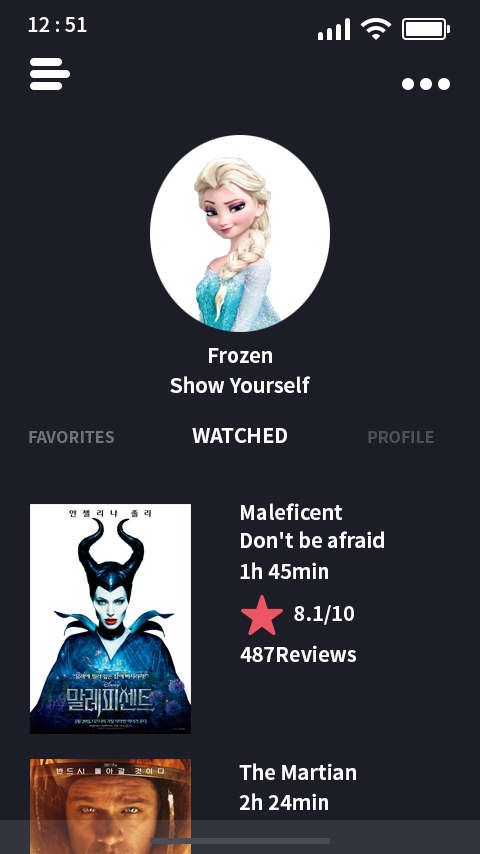 12 : 51
Frozen
Show Yourself
FAVORITES
WATCHED
PROFILE
안 젤 리 나 졸 리
Maleficent
Don't be afraid
1h 45min
8.1/10
487Reviews
Disney
말레피센트
반드시 돌아갈 것이다
The Martian
2h 24min